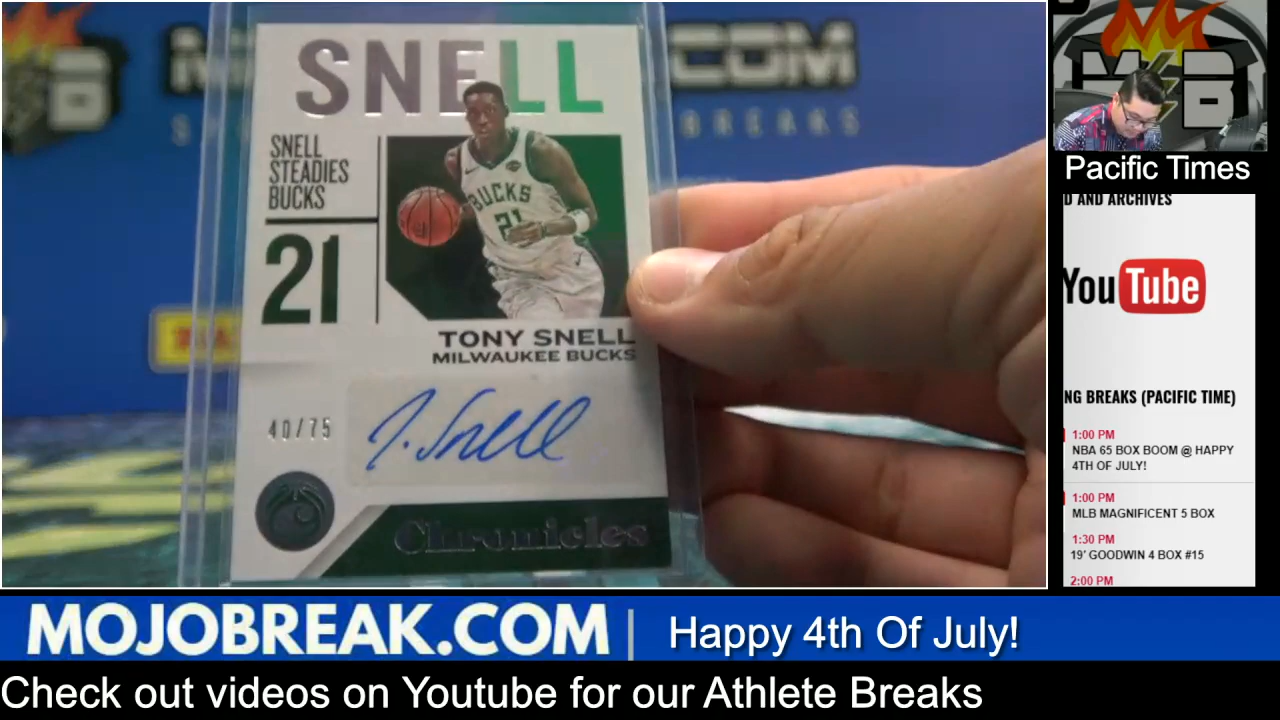 SNELL
SNELL
STEADIES
BUCKS
21
BUCKS
21
TONY SNELL
MILWAUKEE BUCKS
40/75
J. Snell
Chronicles
COM
BREAKS
B
M B
Pacific Times
D AND ARCHIVES
YouTube
NG BREAKS (PACIFIC TIME)
1:00 PM
NBA 65 BOX BOOM @ HAPPY
4TH OF JULY!
1:00 PM
MLB MAGNIFICENT 5 BOX
1:30 PM
19' GOODWIN 4 BOX #15
2:00 PM
MOJOBREAK.COM | Happy 4th Of July!
Check out videos on Youtube for our Athlete Breaks